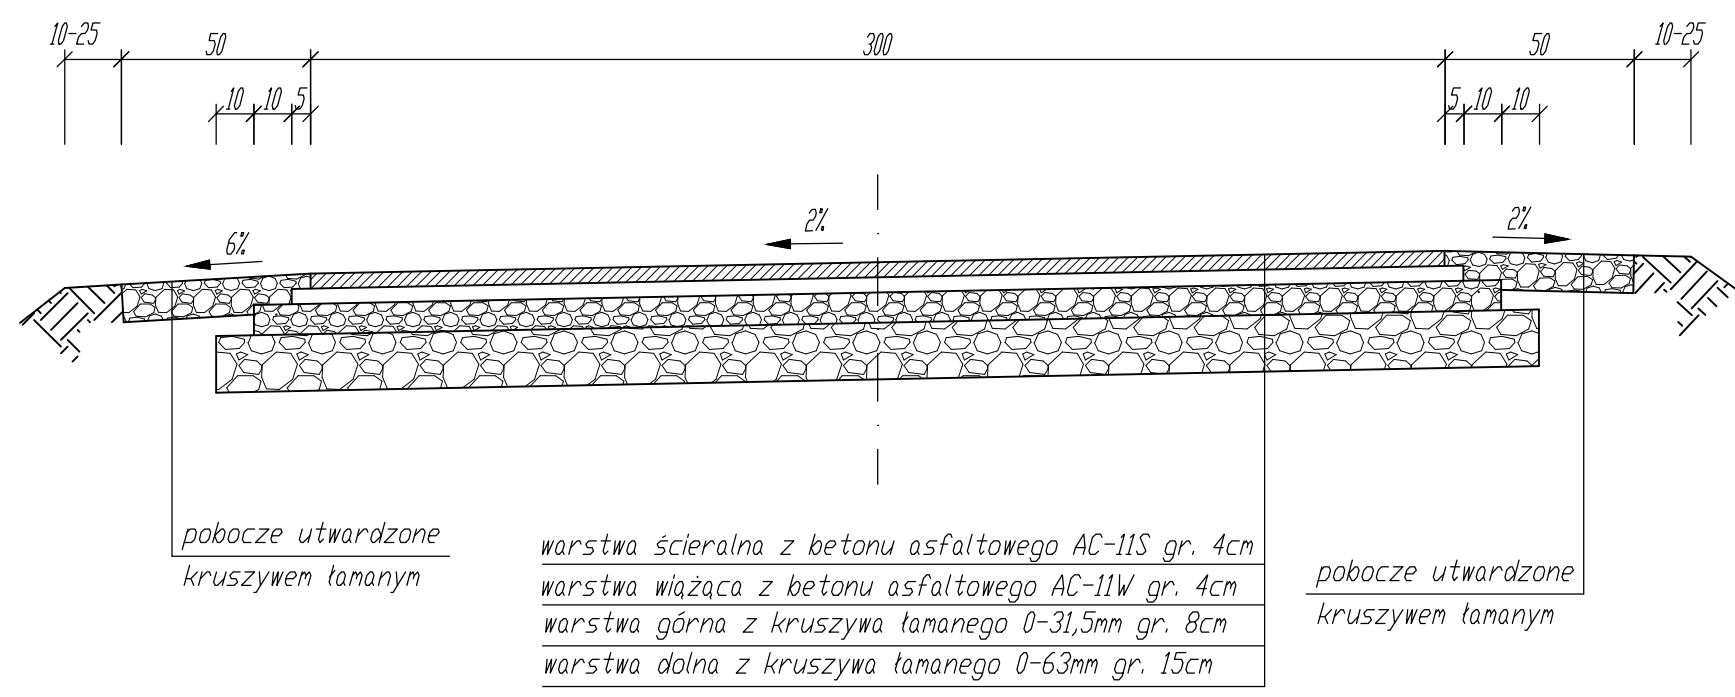 10-25 50 300 50 10-25
10 10 5 5 10 10
6% 2% 2%
pobocze utwardzone
kruszywem łamanym
warstwa ścieralna z betonu asfaltowego AC-11S gr. 4cm
warstwa wiążąca z betonu asfaltowego AC-11W gr. 4cm
warstwa górna z kruszywa łamanego 0-31,5mm gr. 8cm
warstwa dolna z kruszywa łamanego 0-63mm gr. 15cm
pobocze utwardzone
kruszywem łamanym